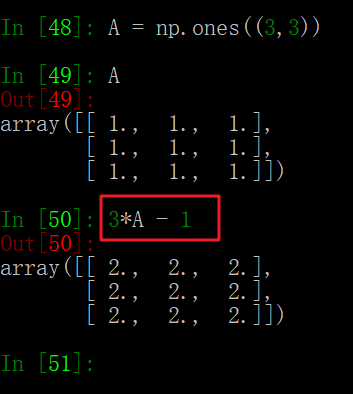 In [48]: A = np.ones((3,3))
In [49]: A
Out[49]:
array([[ 1.,  1.,  1.],
       [ 1.,  1.,  1.],
       [ 1.,  1.,  1.]])
In [50]: 3*A - 1
Out[50]:
array([[ 2.,  2.,  2.],
       [ 2.,  2.,  2.],
       [ 2.,  2.,  2.]])
In [51]: